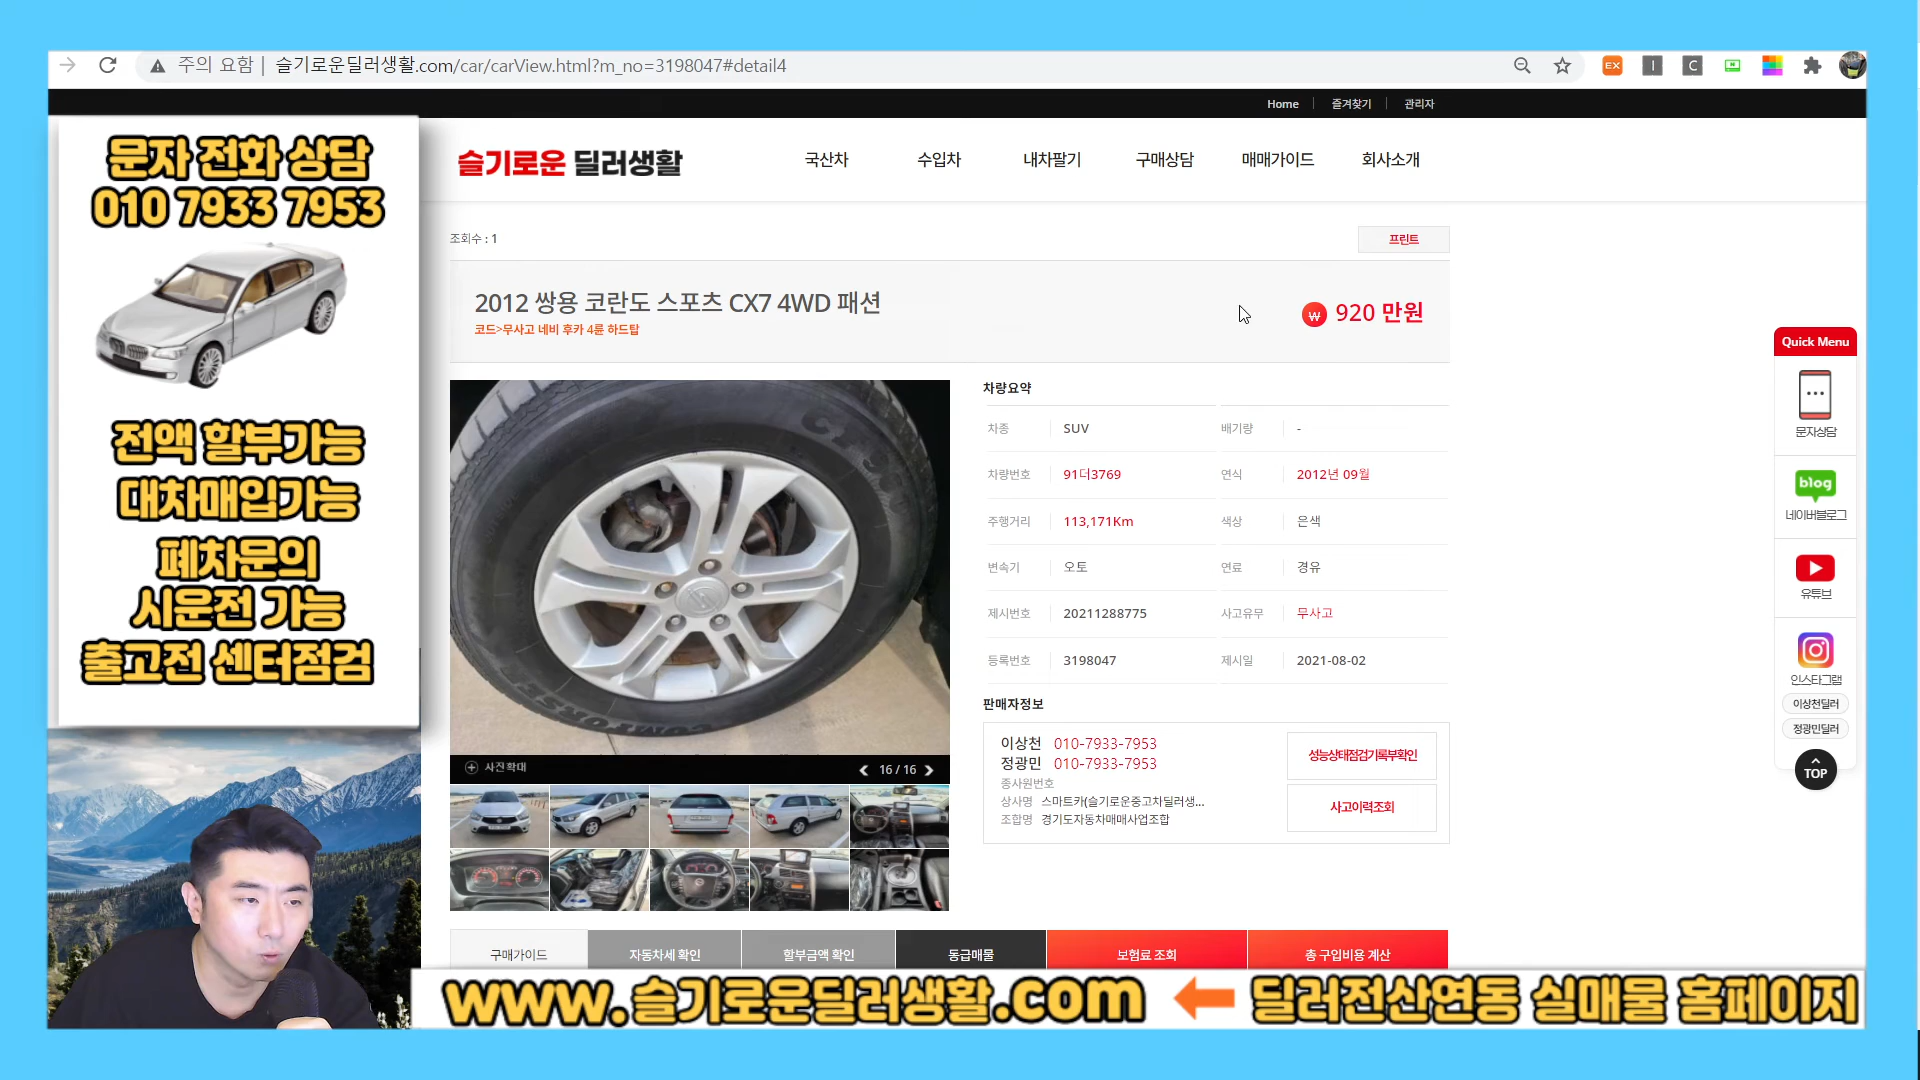 주의 요함 | 슬기로운딜러생활.com/car/carView.html?m_no=3198047#detail4
EX
I
C
Home
즐겨찾기
관리자
문자 전화 상담
010 7933 7953
전액 할부가능
대차매입가능
폐차문의
시운전 가능
출고전 센터점검
슬기로운 딜러생활
국산차
수입차
내차팔기
구매상담
매매가이드
회사소개
조회수 : 1
프린트
2012 쌍용 코란도 스포츠 CX7 4WD 패션
코드>무사고 네비 후카 4륜 하드탑
₩ 920 만원
사진확대
16 / 16
차량요약
차종 SUV 배기량 -
차량번호 91더3769 연식 2012년 09월
주행거리 113,171Km 색상 은색
변속기 오토 연료 경유
제시번호 20211288775 사고유무 무사고
등록번호 3198047 제시일 2021-08-02
판매자정보
이상천 010-7933-7953
정광민 010-7933-7953
종사원번호
상사명 스마트카(슬기로운중고차딜러생...
조합명 경기도자동차매매사업조합
성능상태점검기록부확인
사고이력조회
Quick Menu
문자상담
blog
네이버블로그
유튜브
인스타그램
이상천딜러
정광민딜러
TOP
구매가이드
자동차세 확인
할부금액 확인
동급매물
보험료 조회
총 구입비용 계산
www.슬기로운딜러생활.com
딜러전산연동 실매물 홈페이지